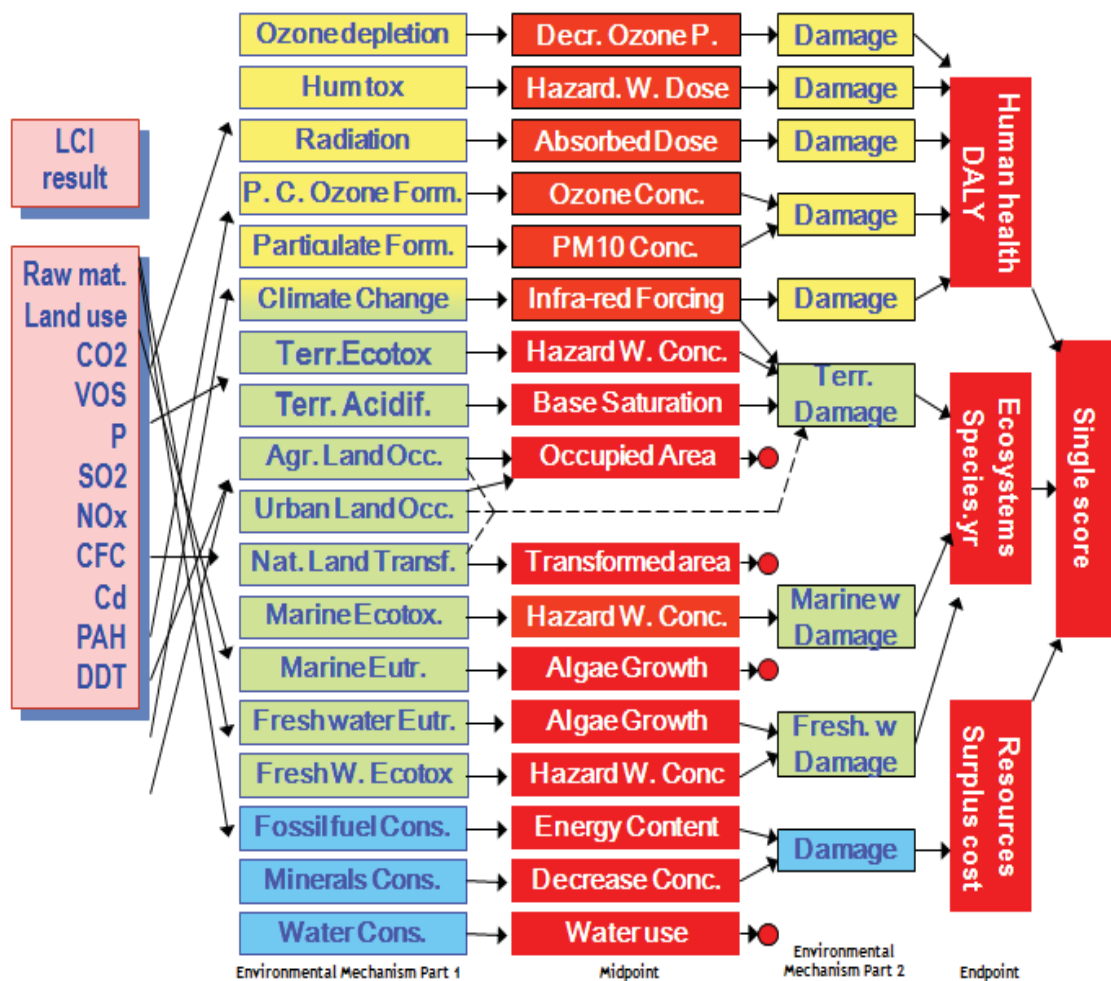 Ozone depletion
Decr. Ozone P.
Damage
Hum tox
Hazard. W. Dose
Damage
LCI
result
Radiation
Absorbed Dose
Damage
Human health
DALY
P. C. Ozone Form.
Ozone Conc.
Damage
Particulate Form.
PM10 Conc.
Raw mat.
Land use
CO2
VOS
P
SO2
NOx
CFC
Cd
PAH
DDT
Climate Change
Infra-red Forcing
Damage
Terr.Ecotox
Hazard W. Conc.
Terr.
Damage
Terr. Acidif.
Base Saturation
Agr. Land Occ.
Occupied Area
Urban Land Occ.
Ecosystems
Species.yr
Single score
Nat. Land Transf.
Transformed area
Marine Ecotox.
Hazard W. Conc.
Marine w
Damage
Marine Eutr.
Algae Growth
Fresh water Eutr.
Algae Growth
Fresh. w
Damage
Fresh W. Ecotox
Hazard W. Conc
Resources
Surplus cost
Fossil fuel Cons.
Energy Content
Damage
Minerals Cons.
Decrease Conc.
Water Cons.
Water use
Environmental Mechanism Part 1
Midpoint
Environmental
Mechanism Part 2
Endpoint